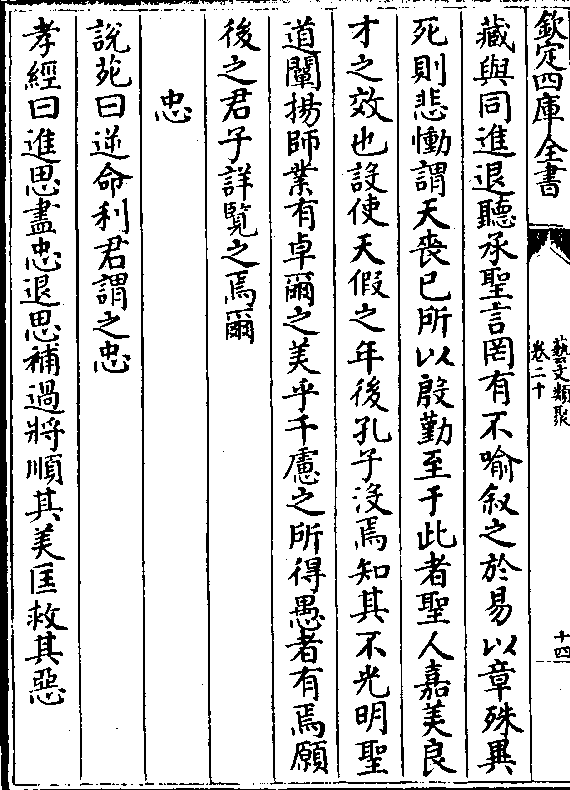 欽定四庫全書
藝文類聚
卷二十
十四
藏與同進退聽承聖言罔有不喻叙之於易以章殊異
死則悲慟謂天喪已所以殷勤至于此者聖人嘉美良
才之效也設使天假之年後孔子沒焉知其不光明聖
道闡揚師業有卓爾之美乎千慮之所得愚者有焉願
後之君子詳覽之焉爾
忠
說苑曰逆命利君謂之忠
孝經曰進思盡忠退思補過將順其美匡救其惡